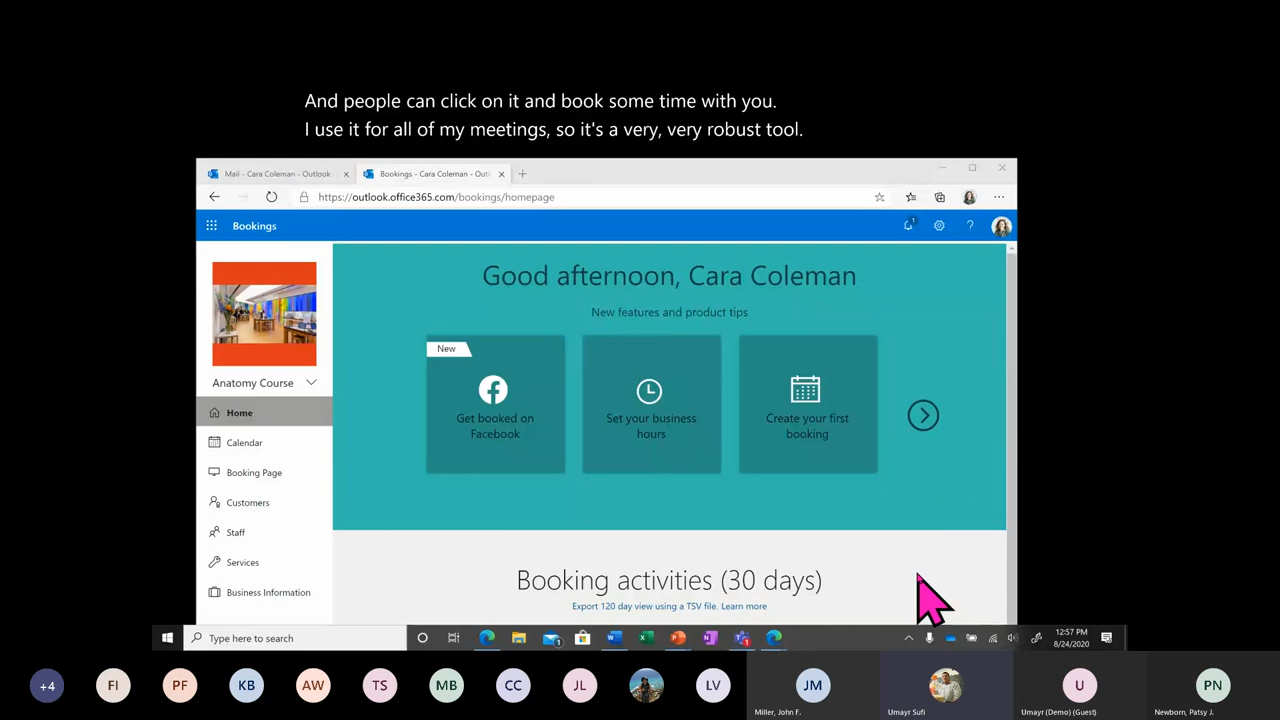 And people can click on it and book some time with you.
I use it for all of my meetings, so it's a very, very robust tool.
Mail - Cara Coleman - Outlook
Bookings - Cara Coleman - Out
https://outlook.office365.com/bookings/homepage
Bookings
1
?
Good afternoon, Cara Coleman
New features and product tips
New
Get booked on
Facebook
Set your business
hours
Create your first
booking
Anatomy Course
Home
Calendar
Booking Page
Customers
Staff
Services
Business Information
Booking activities (30 days)
Export 120 day view using a TSV file. Learn more
Type here to search
12:57 PM
8/24/2020
+4
FI
PF
KB
AW
TS
MB
CC
JL
LV
JM
Miller, John F.
Umayr Sufi
U
Umayr (Demo) (Guest)
PN
Newborn, Patsy J.